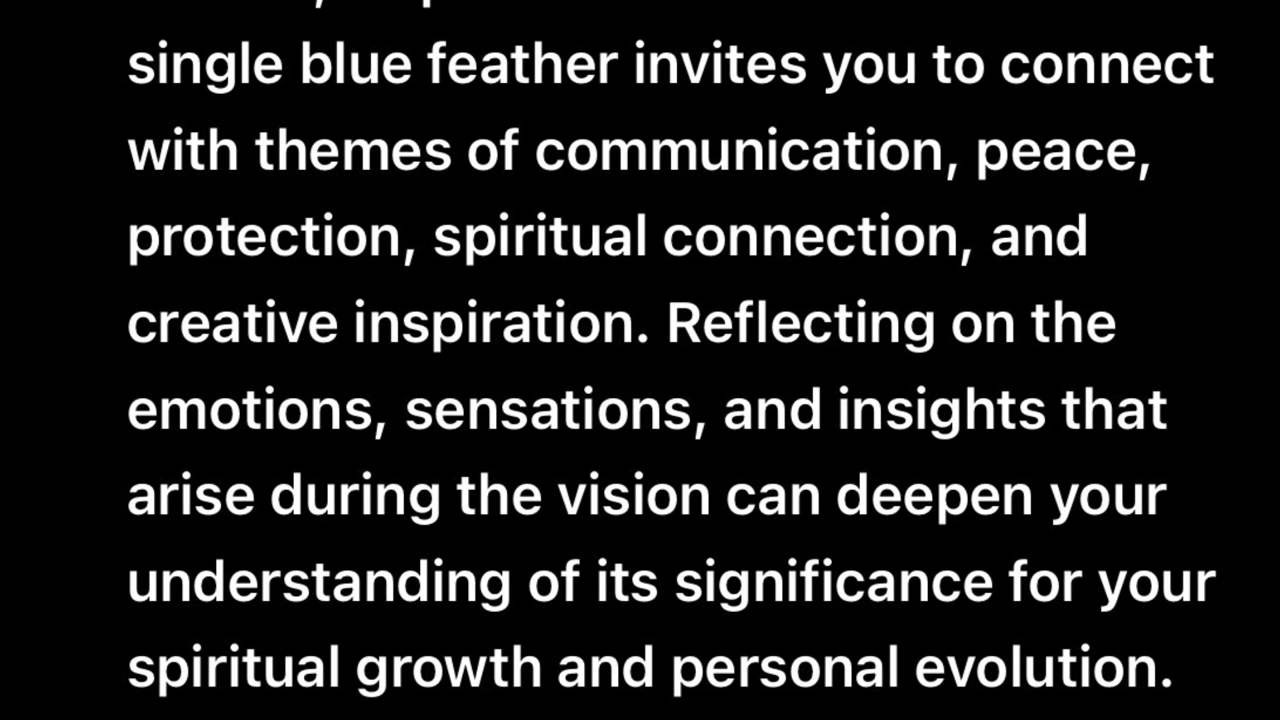 single blue feather invites you to connect
with themes of communication, peace,
protection, spiritual connection, and
creative inspiration. Reflecting on the
emotions, sensations, and insights that
arise during the vision can deepen your
understanding of its significance for your
spiritual growth and personal evolution.